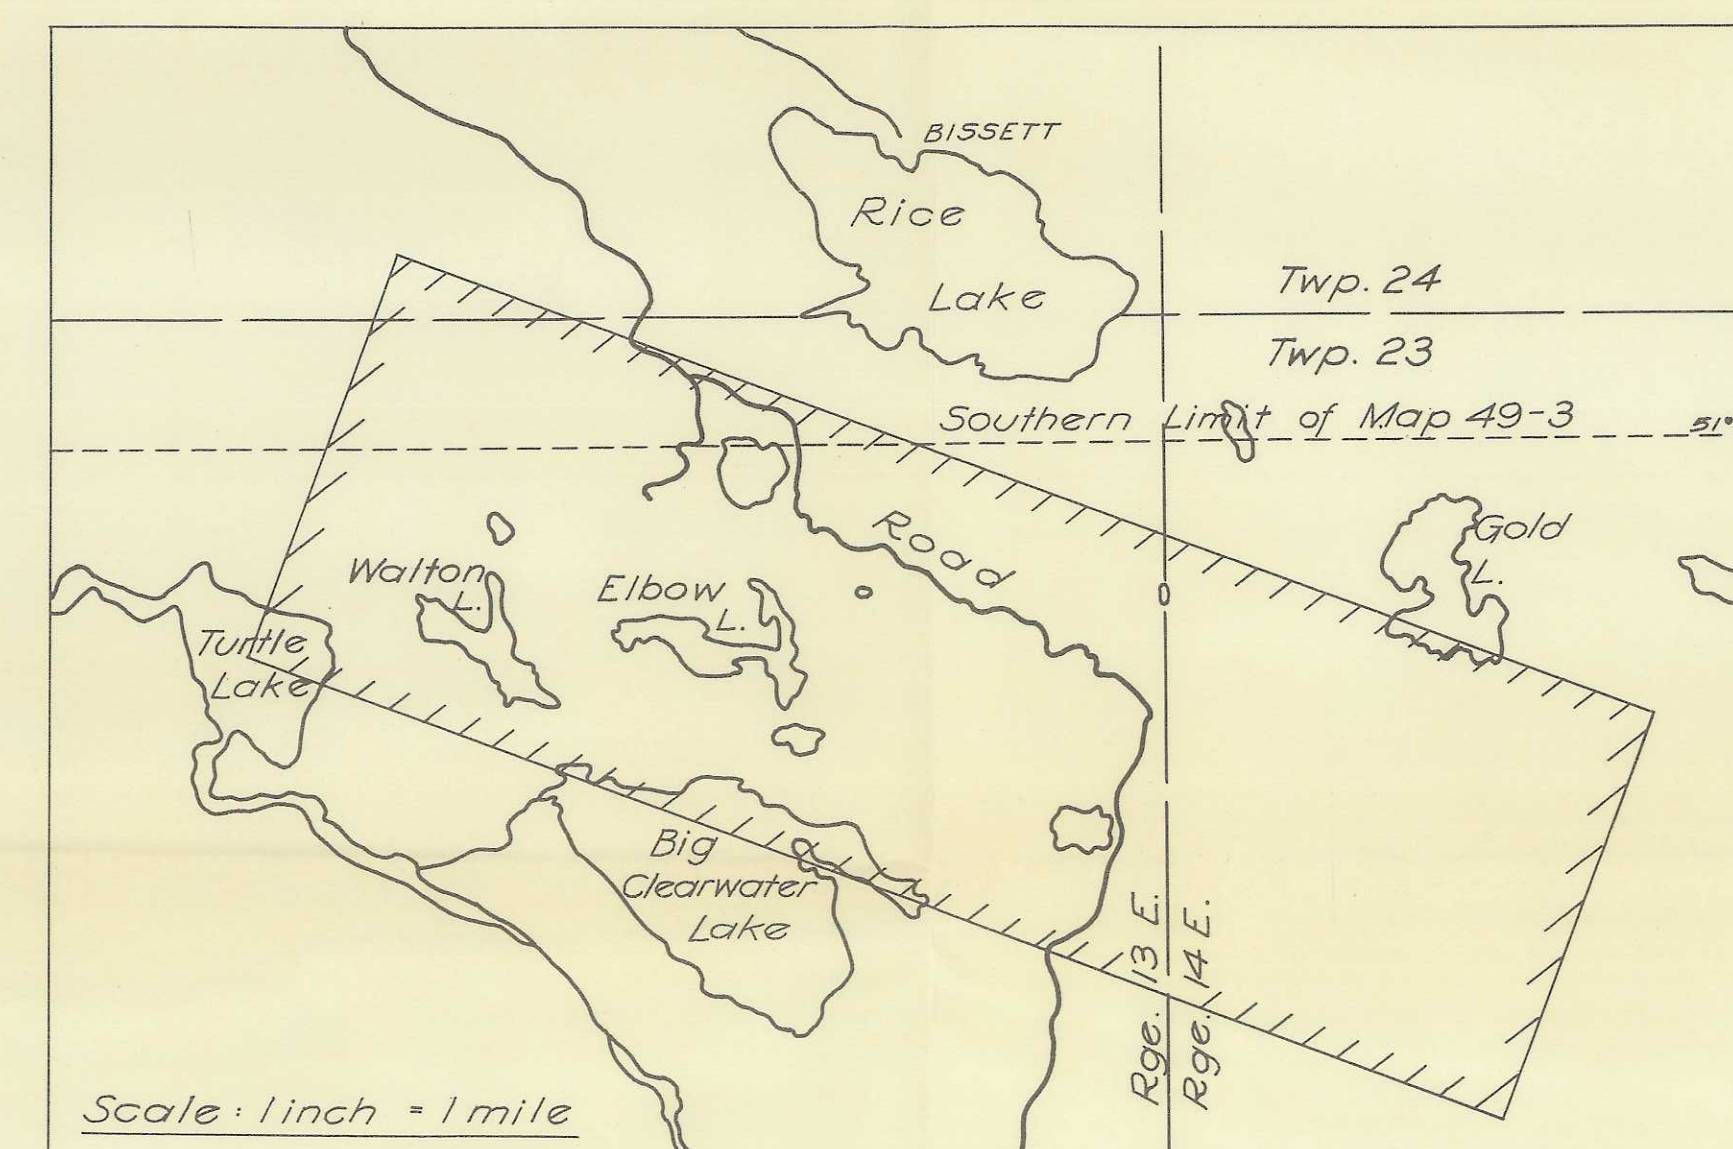 BISSETT
Rice
Lake
Twp. 24
Twp. 23
Southern Limit of Map 49-3
51°
Road
Gold
L.
Walton
L.
Elbow
L.
Turtle
Lake
Big
Clearwater
Lake
Rge. 13 E.
Rge. 14 E.
Scale : 1 inch = 1 mile